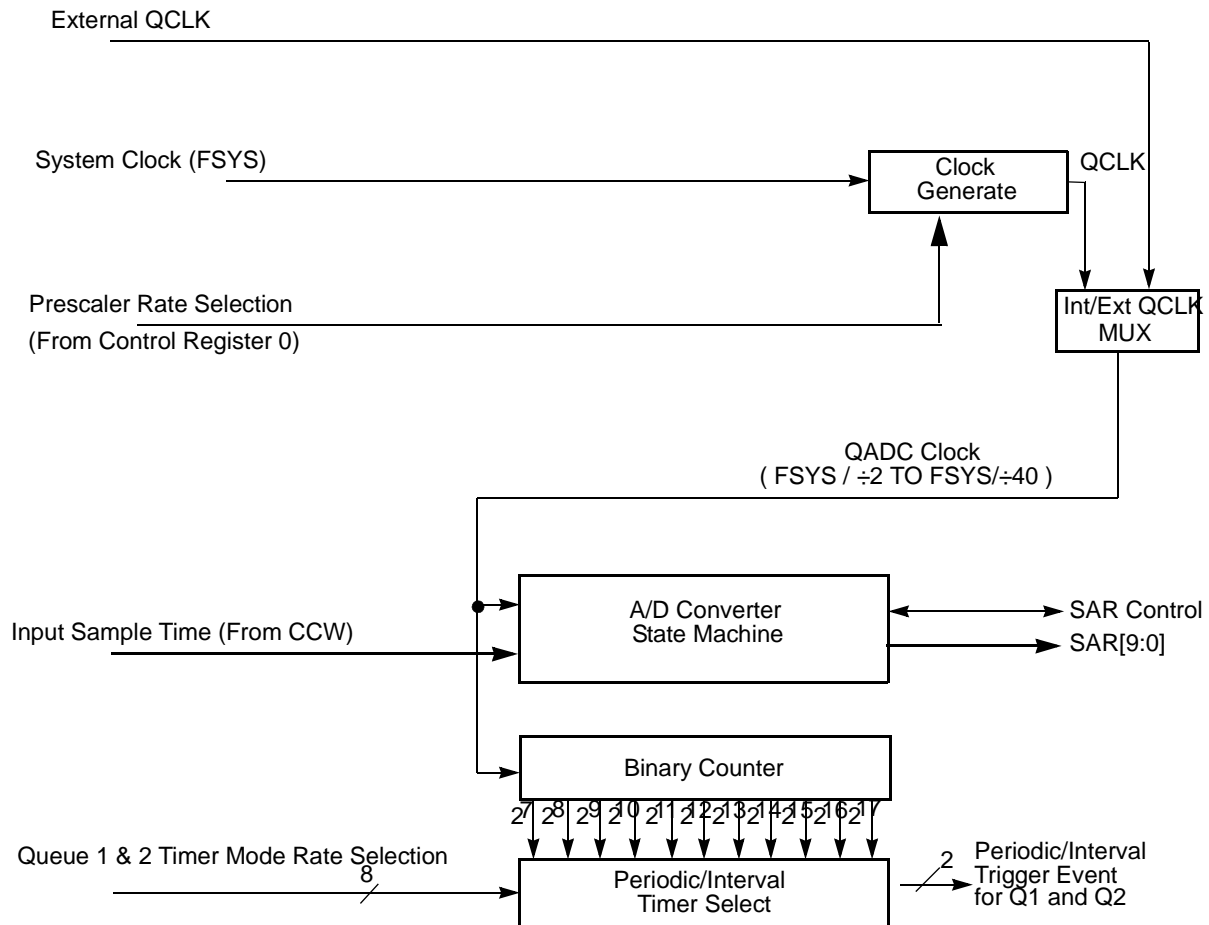 External QCLK
System Clock (FSYS)
Clock
Generate
QCLK
Prescaler Rate Selection
(From Control Register 0)
Int/Ext QCLK
MUX
QADC Clock
( FSYS / ÷2 TO FSYS/÷40 )
A/D Converter
State Machine
SAR Control
SAR[9:0]
Input Sample Time (From CCW)
Binary Counter
2^7 2^8 2^9 2^10 2^11 2^12 2^13 2^14 2^15 2^16 2^17
Queue 1 & 2 Timer Mode Rate Selection
8
Periodic/Interval
Timer Select
2
Periodic/Interval
Trigger Event
for Q1 and Q2